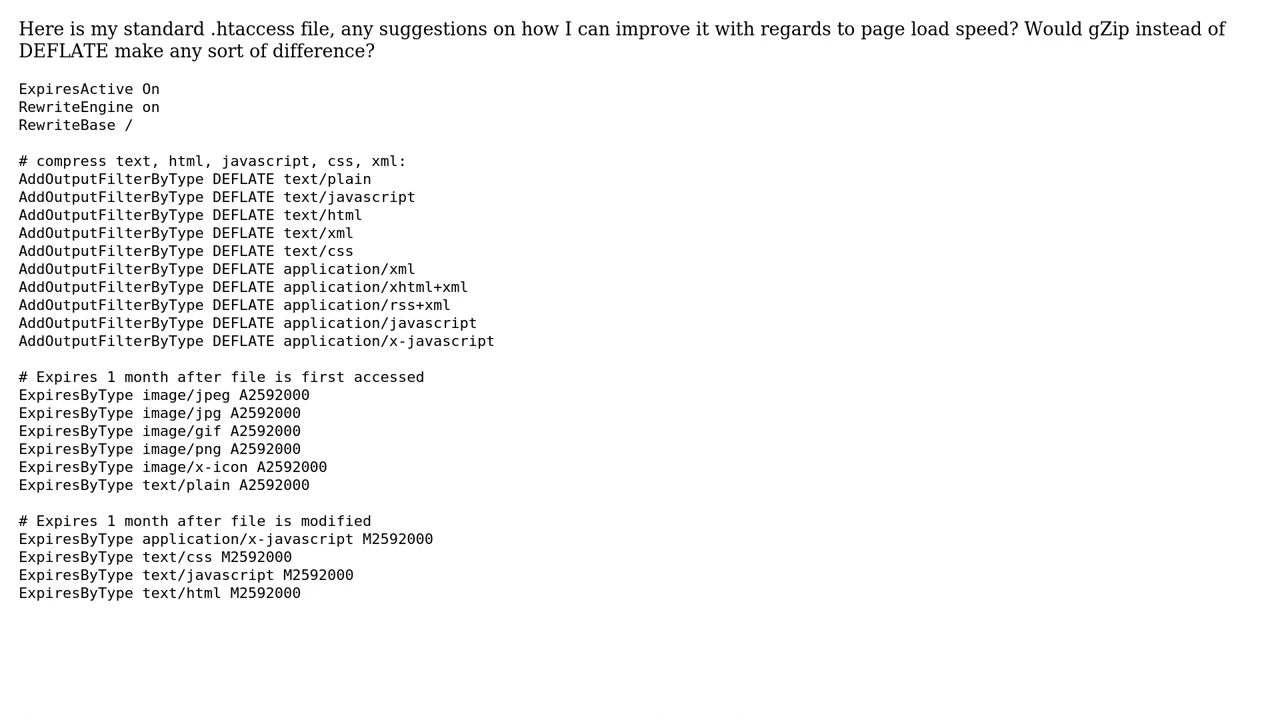 Here is my standard .htaccess file, any suggestions on how I can improve it with regards to page load speed? Would gZip instead of
DEFLATE make any sort of difference?
ExpiresActive On
RewriteEngine on
RewriteBase /
# compress text, html, javascript, css, xml:
AddOutputFilterByType DEFLATE text/plain
AddOutputFilterByType DEFLATE text/javascript
AddOutputFilterByType DEFLATE text/html
AddOutputFilterByType DEFLATE text/xml
AddOutputFilterByType DEFLATE text/css
AddOutputFilterByType DEFLATE application/xml
AddOutputFilterByType DEFLATE application/xhtml+xml
AddOutputFilterByType DEFLATE application/rss+xml
AddOutputFilterByType DEFLATE application/javascript
AddOutputFilterByType DEFLATE application/x-javascript
# Expires 1 month after file is first accessed
ExpiresByType image/jpeg A2592000
ExpiresByType image/jpg A2592000
ExpiresByType image/gif A2592000
ExpiresByType image/png A2592000
ExpiresByType image/x-icon A2592000
ExpiresByType text/plain A2592000
# Expires 1 month after file is modified
ExpiresByType application/x-javascript M2592000
ExpiresByType text/css M2592000
ExpiresByType text/javascript M2592000
ExpiresByType text/html M2592000